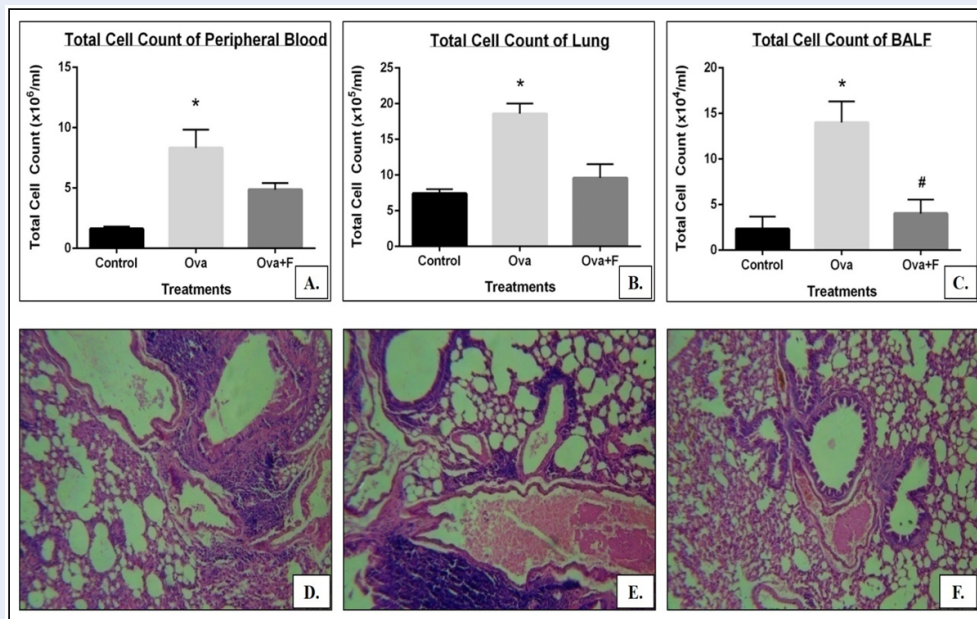 Total Cell Count of Peripheral Blood
Total Cell Count (x10⁶/ml)
15
10
5
0
*
Control Ova Ova+F
Treatments
A.
Total Cell Count of Lung
Total Cell Count (x10⁵/ml)
25
20
15
10
5
0
*
Control Ova Ova+F
Treatments
B.
Total Cell Count of BALF
Total Cell Count (x10⁴/ml)
20
15
10
5
0
*
#
Control Ova Ova+F
Treatments
C.
D.
E.
F.